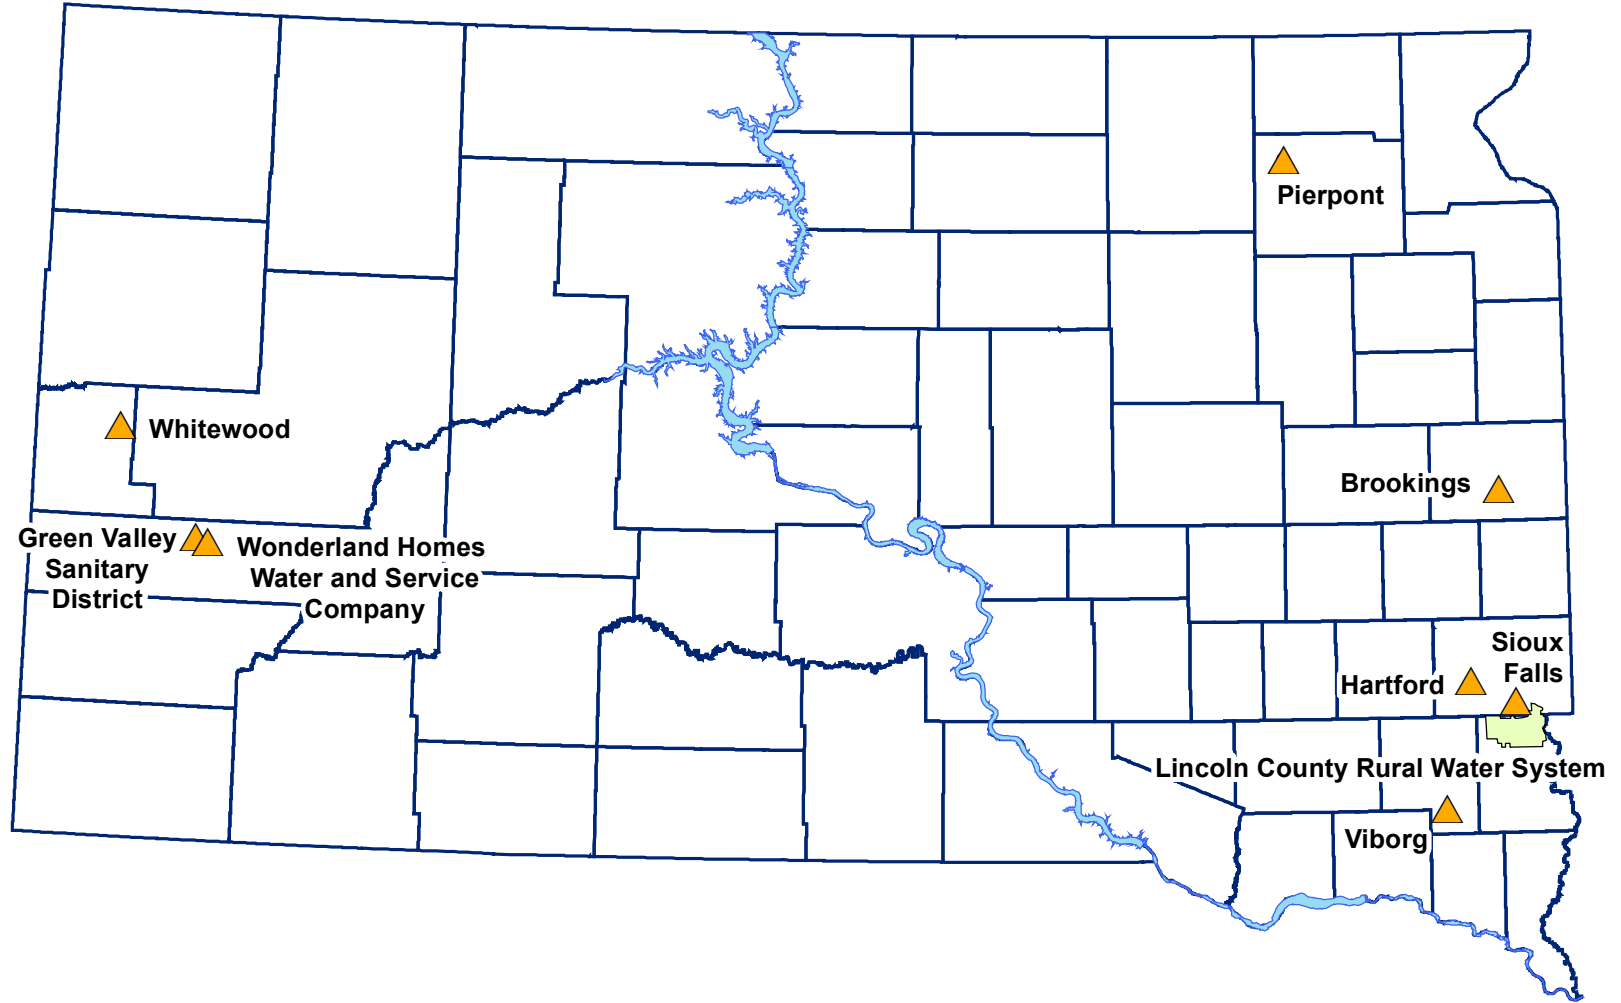 Pierpont
Whitewood
Brookings
Green Valley
Sanitary
District
Wonderland Homes
Water and Service
Company
Sioux
Falls
Hartford
Lincoln County Rural Water System
Viborg